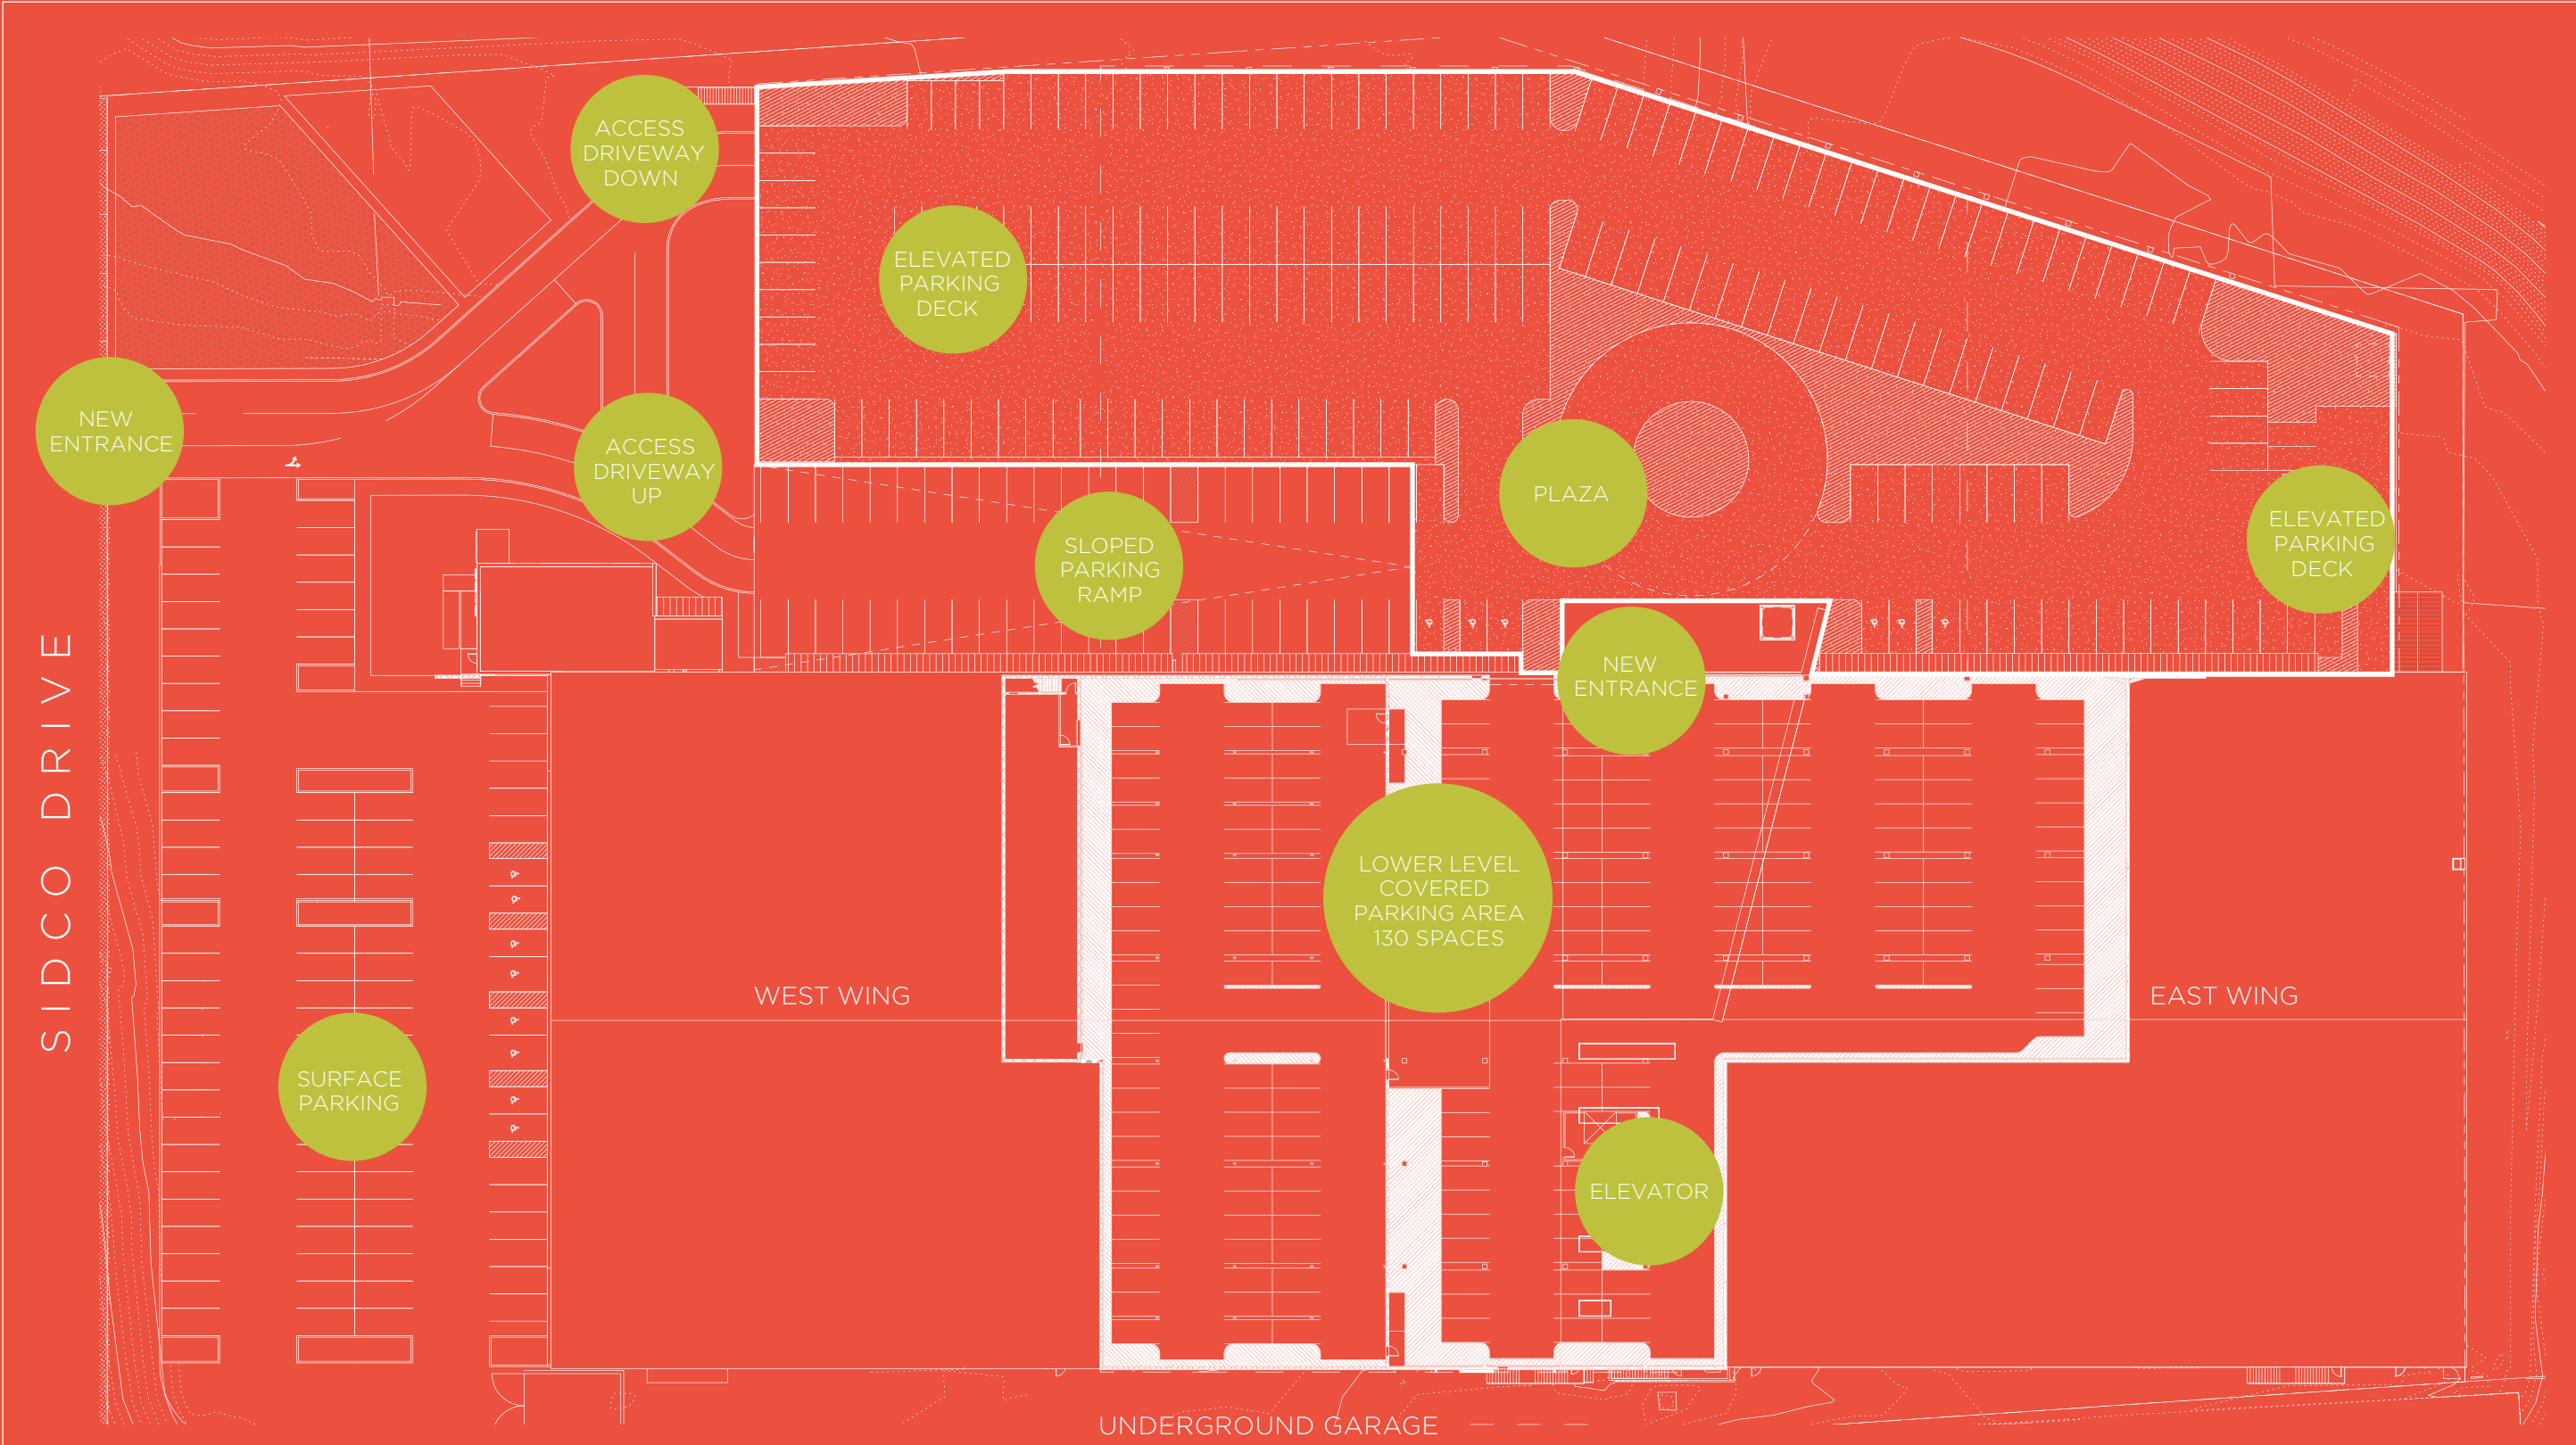 ACCESS
DRIVEWAY
DOWN
ELEVATED
PARKING
DECK
NEW
ENTRANCE
ACCESS
DRIVEWAY
UP
SLOPED
PARKING
RAMP
PLAZA
ELEVATED
PARKING
DECK
NEW
ENTRANCE
SIDCO DRIVE
LOWER LEVEL
COVERED
PARKING AREA
130 SPACES
WEST WING
EAST WING
SURFACE
PARKING
ELEVATOR
UNDERGROUND GARAGE